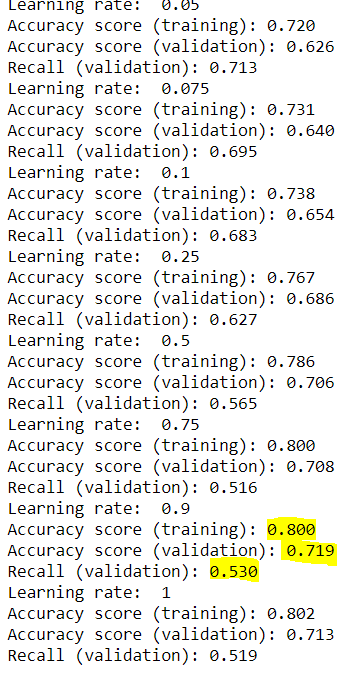 Learning rate:  0.05
Accuracy score (training): 0.720
Accuracy score (validation): 0.626
Recall (validation): 0.713
Learning rate:  0.075
Accuracy score (training): 0.731
Accuracy score (validation): 0.640
Recall (validation): 0.695
Learning rate:  0.1
Accuracy score (training): 0.738
Accuracy score (validation): 0.654
Recall (validation): 0.683
Learning rate:  0.25
Accuracy score (training): 0.767
Accuracy score (validation): 0.686
Recall (validation): 0.627
Learning rate:  0.5
Accuracy score (training): 0.786
Accuracy score (validation): 0.706
Recall (validation): 0.565
Learning rate:  0.75
Accuracy score (training): 0.800
Accuracy score (validation): 0.708
Recall (validation): 0.516
Learning rate:  0.9
Accuracy score (training): 0.800
Accuracy score (validation): 0.719
Recall (validation): 0.530
Learning rate:  1
Accuracy score (training): 0.802
Accuracy score (validation): 0.713
Recall (validation): 0.519